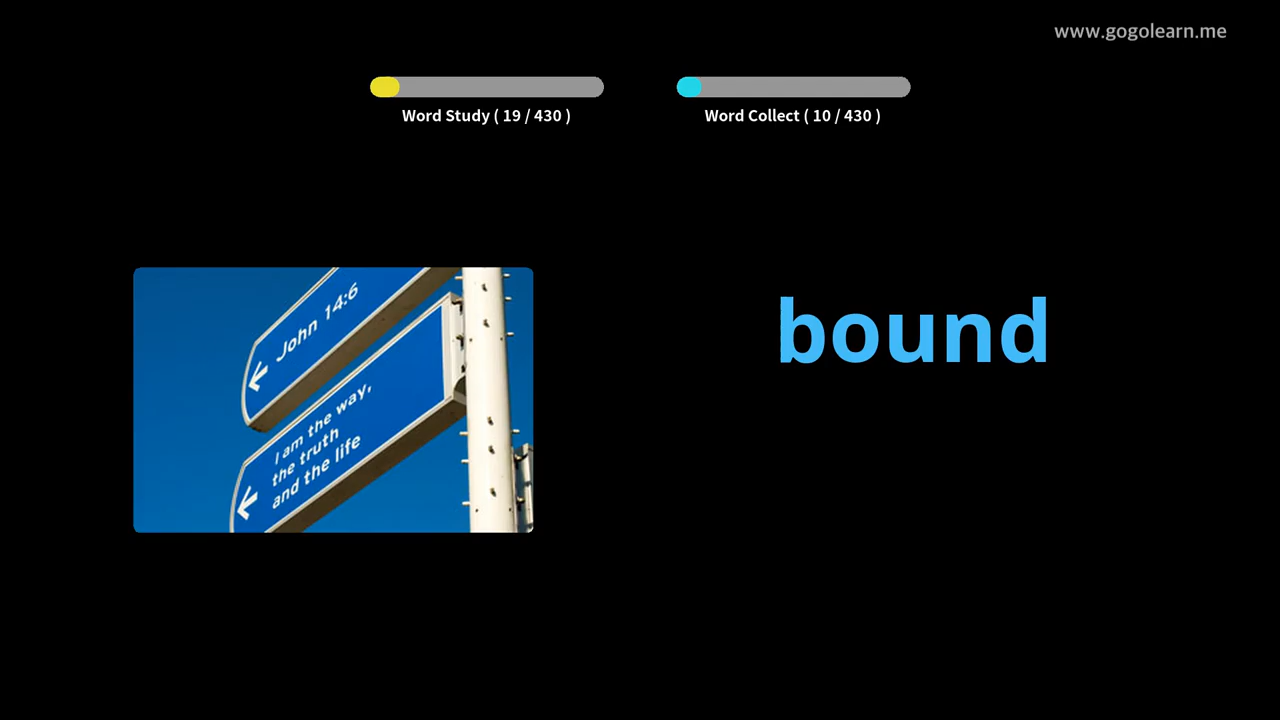 www.gogolearn.me
Word Study ( 19 / 430 )
Word Collect ( 10 / 430 )
John 14:6
I am the way,
the truth
and the life
bound